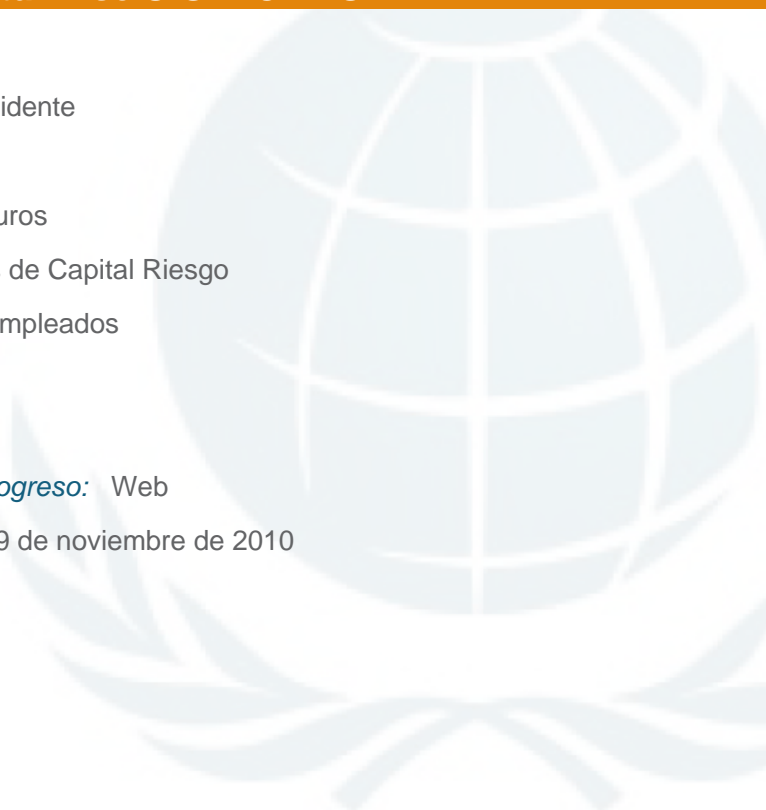 idente
uros
de Capital Riesgo
mpleados
ogreso: Web
9 de noviembre de 2010